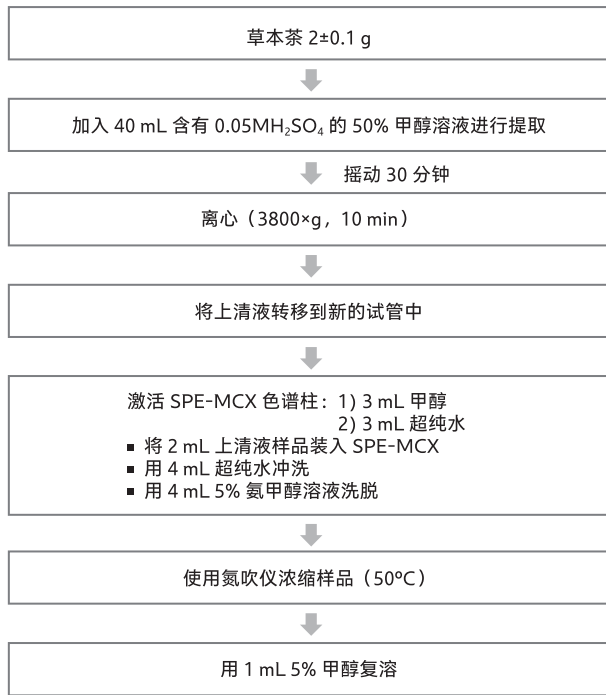 草本茶 2±0.1 g
加入 40 mL 含有 0.05MH₂SO₄ 的 50% 甲醇溶液进行提取
摇动 30 分钟
离心（3800×g，10 min）
将上清液转移到新的试管中
激活 SPE-MCX 色谱柱：1) 3 mL 甲醇
2) 3 mL 超纯水
▪ 将 2 mL 上清液样品装入 SPE-MCX
▪ 用 4 mL 超纯水冲洗
▪ 用 4 mL 5% 氨甲醇溶液洗脱
使用氮吹仪浓缩样品（50ºC）
用 1 mL 5% 甲醇复溶